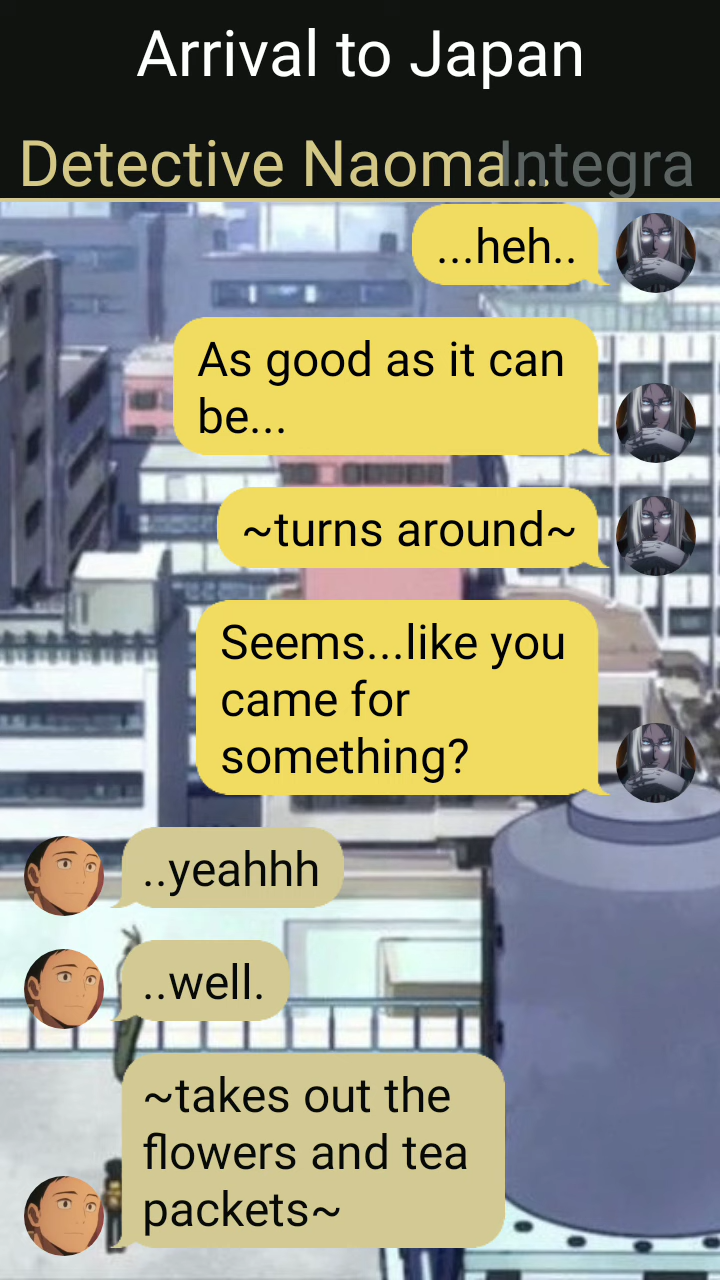 Arrival to Japan
Detective Naoma... Integra
...heh..
As good as it can
be...
~turns around~
Seems...like you
came for
something?
..yeahhh
..well.
~takes out the
flowers and tea
packets~